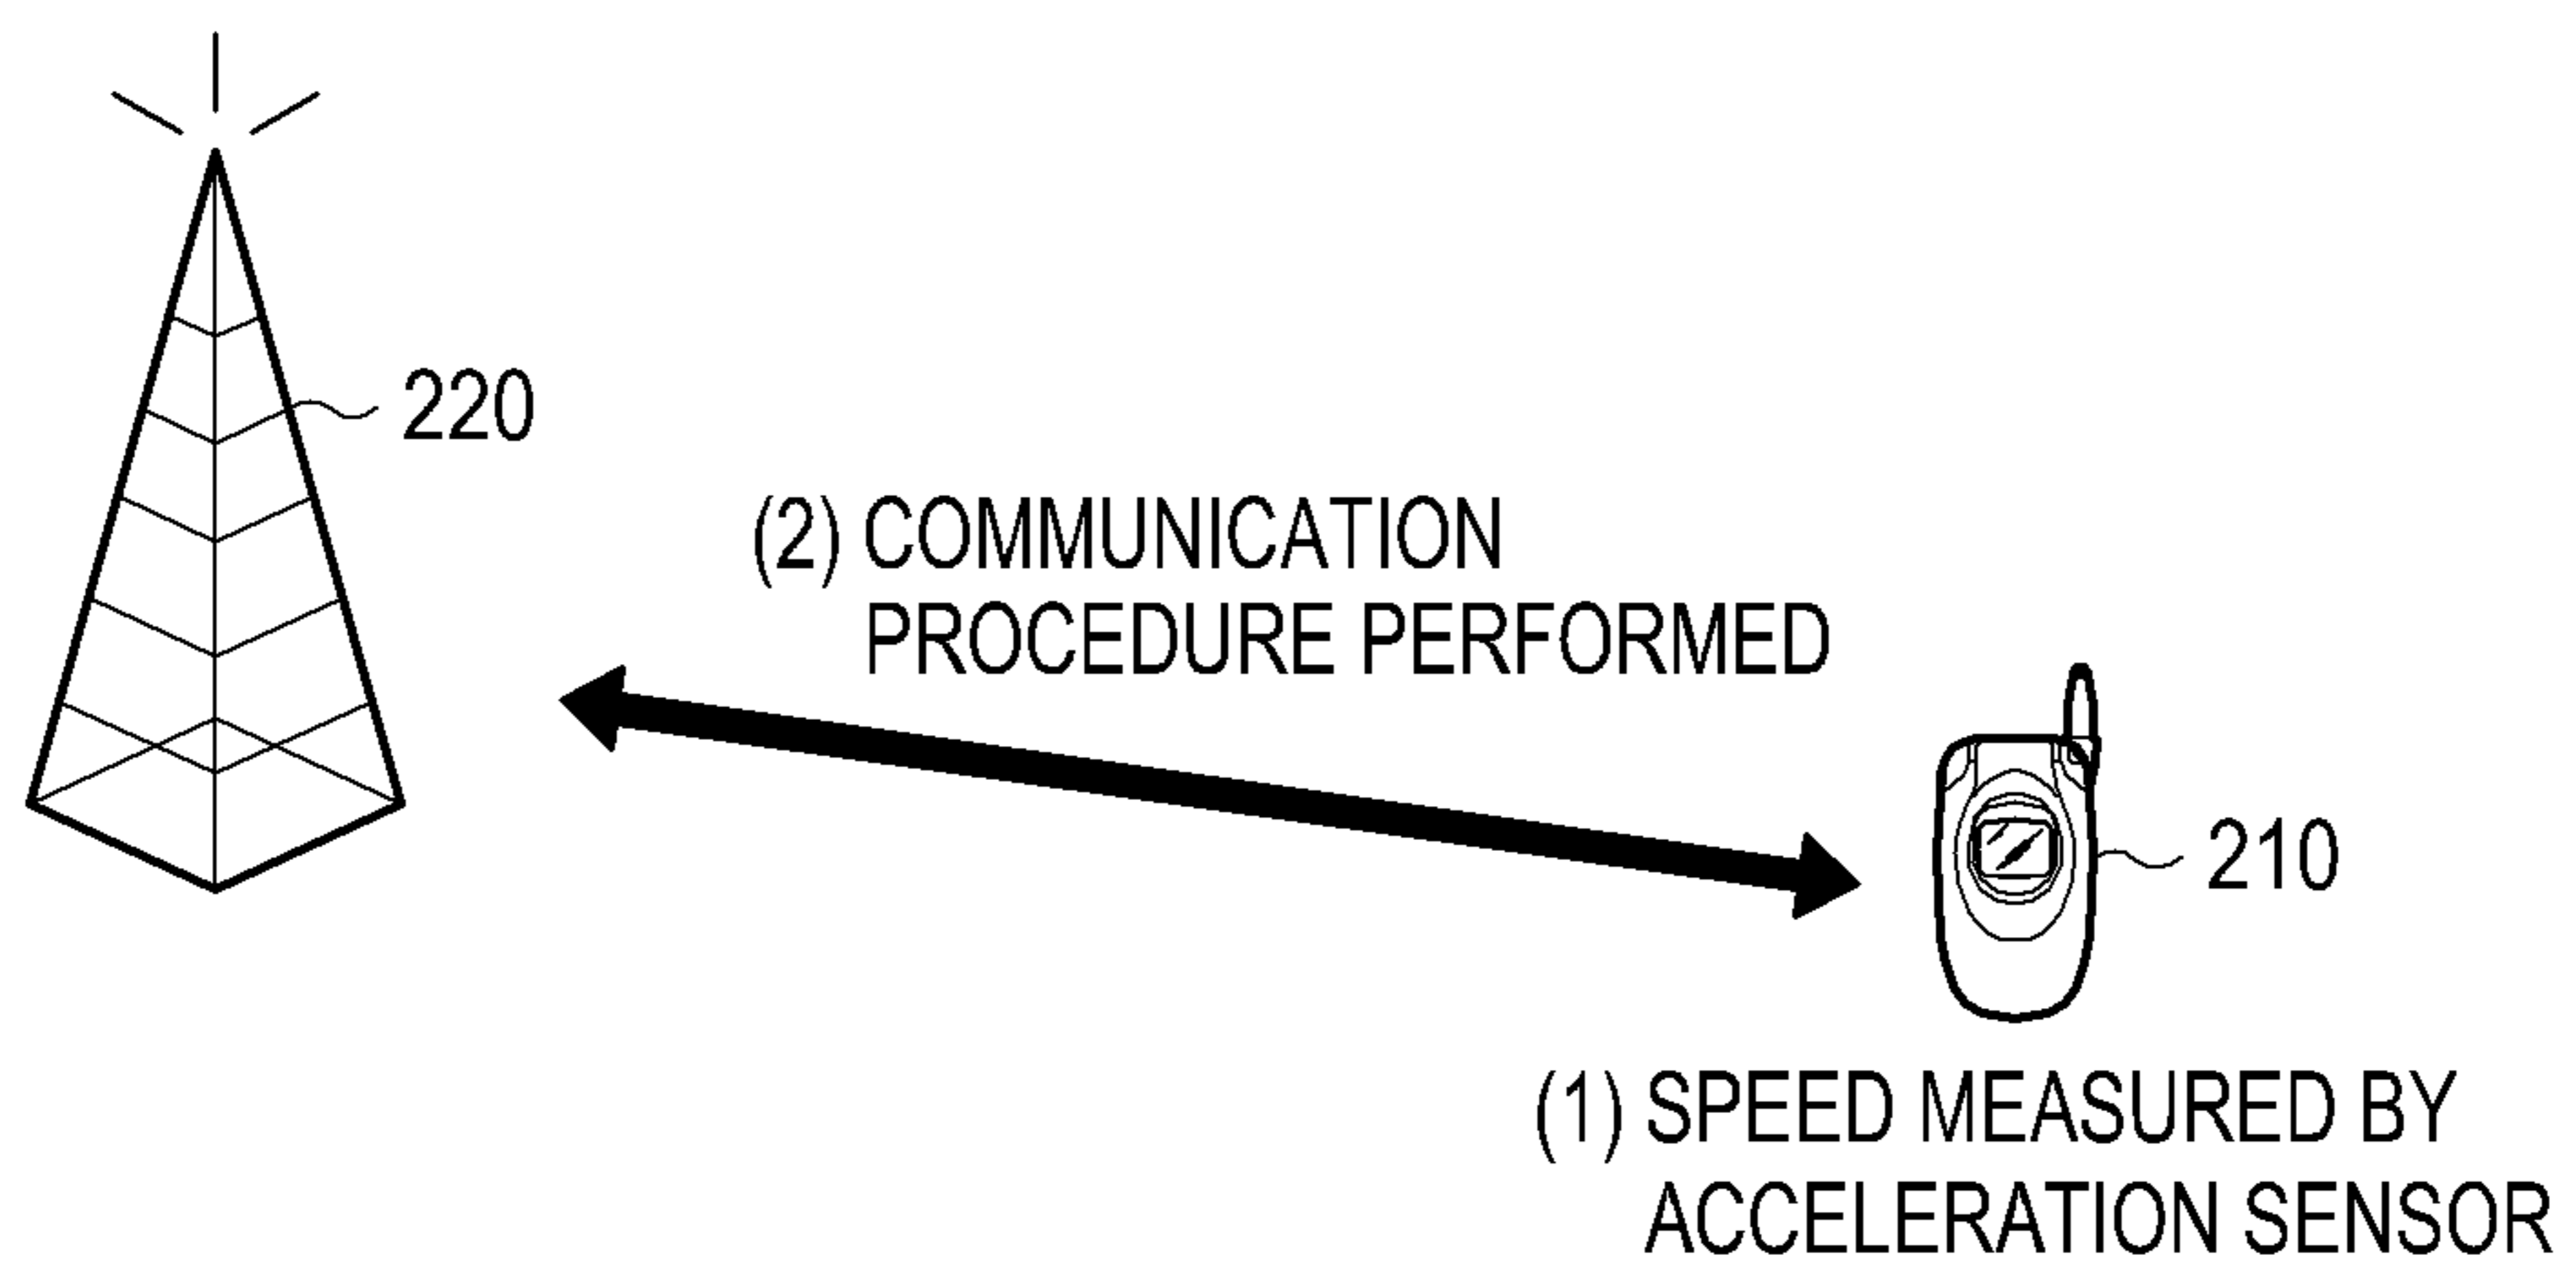 220
(2) COMMUNICATION
PROCEDURE PERFORMED
210
(1) SPEED MEASURED BY
ACCELERATION SENSOR